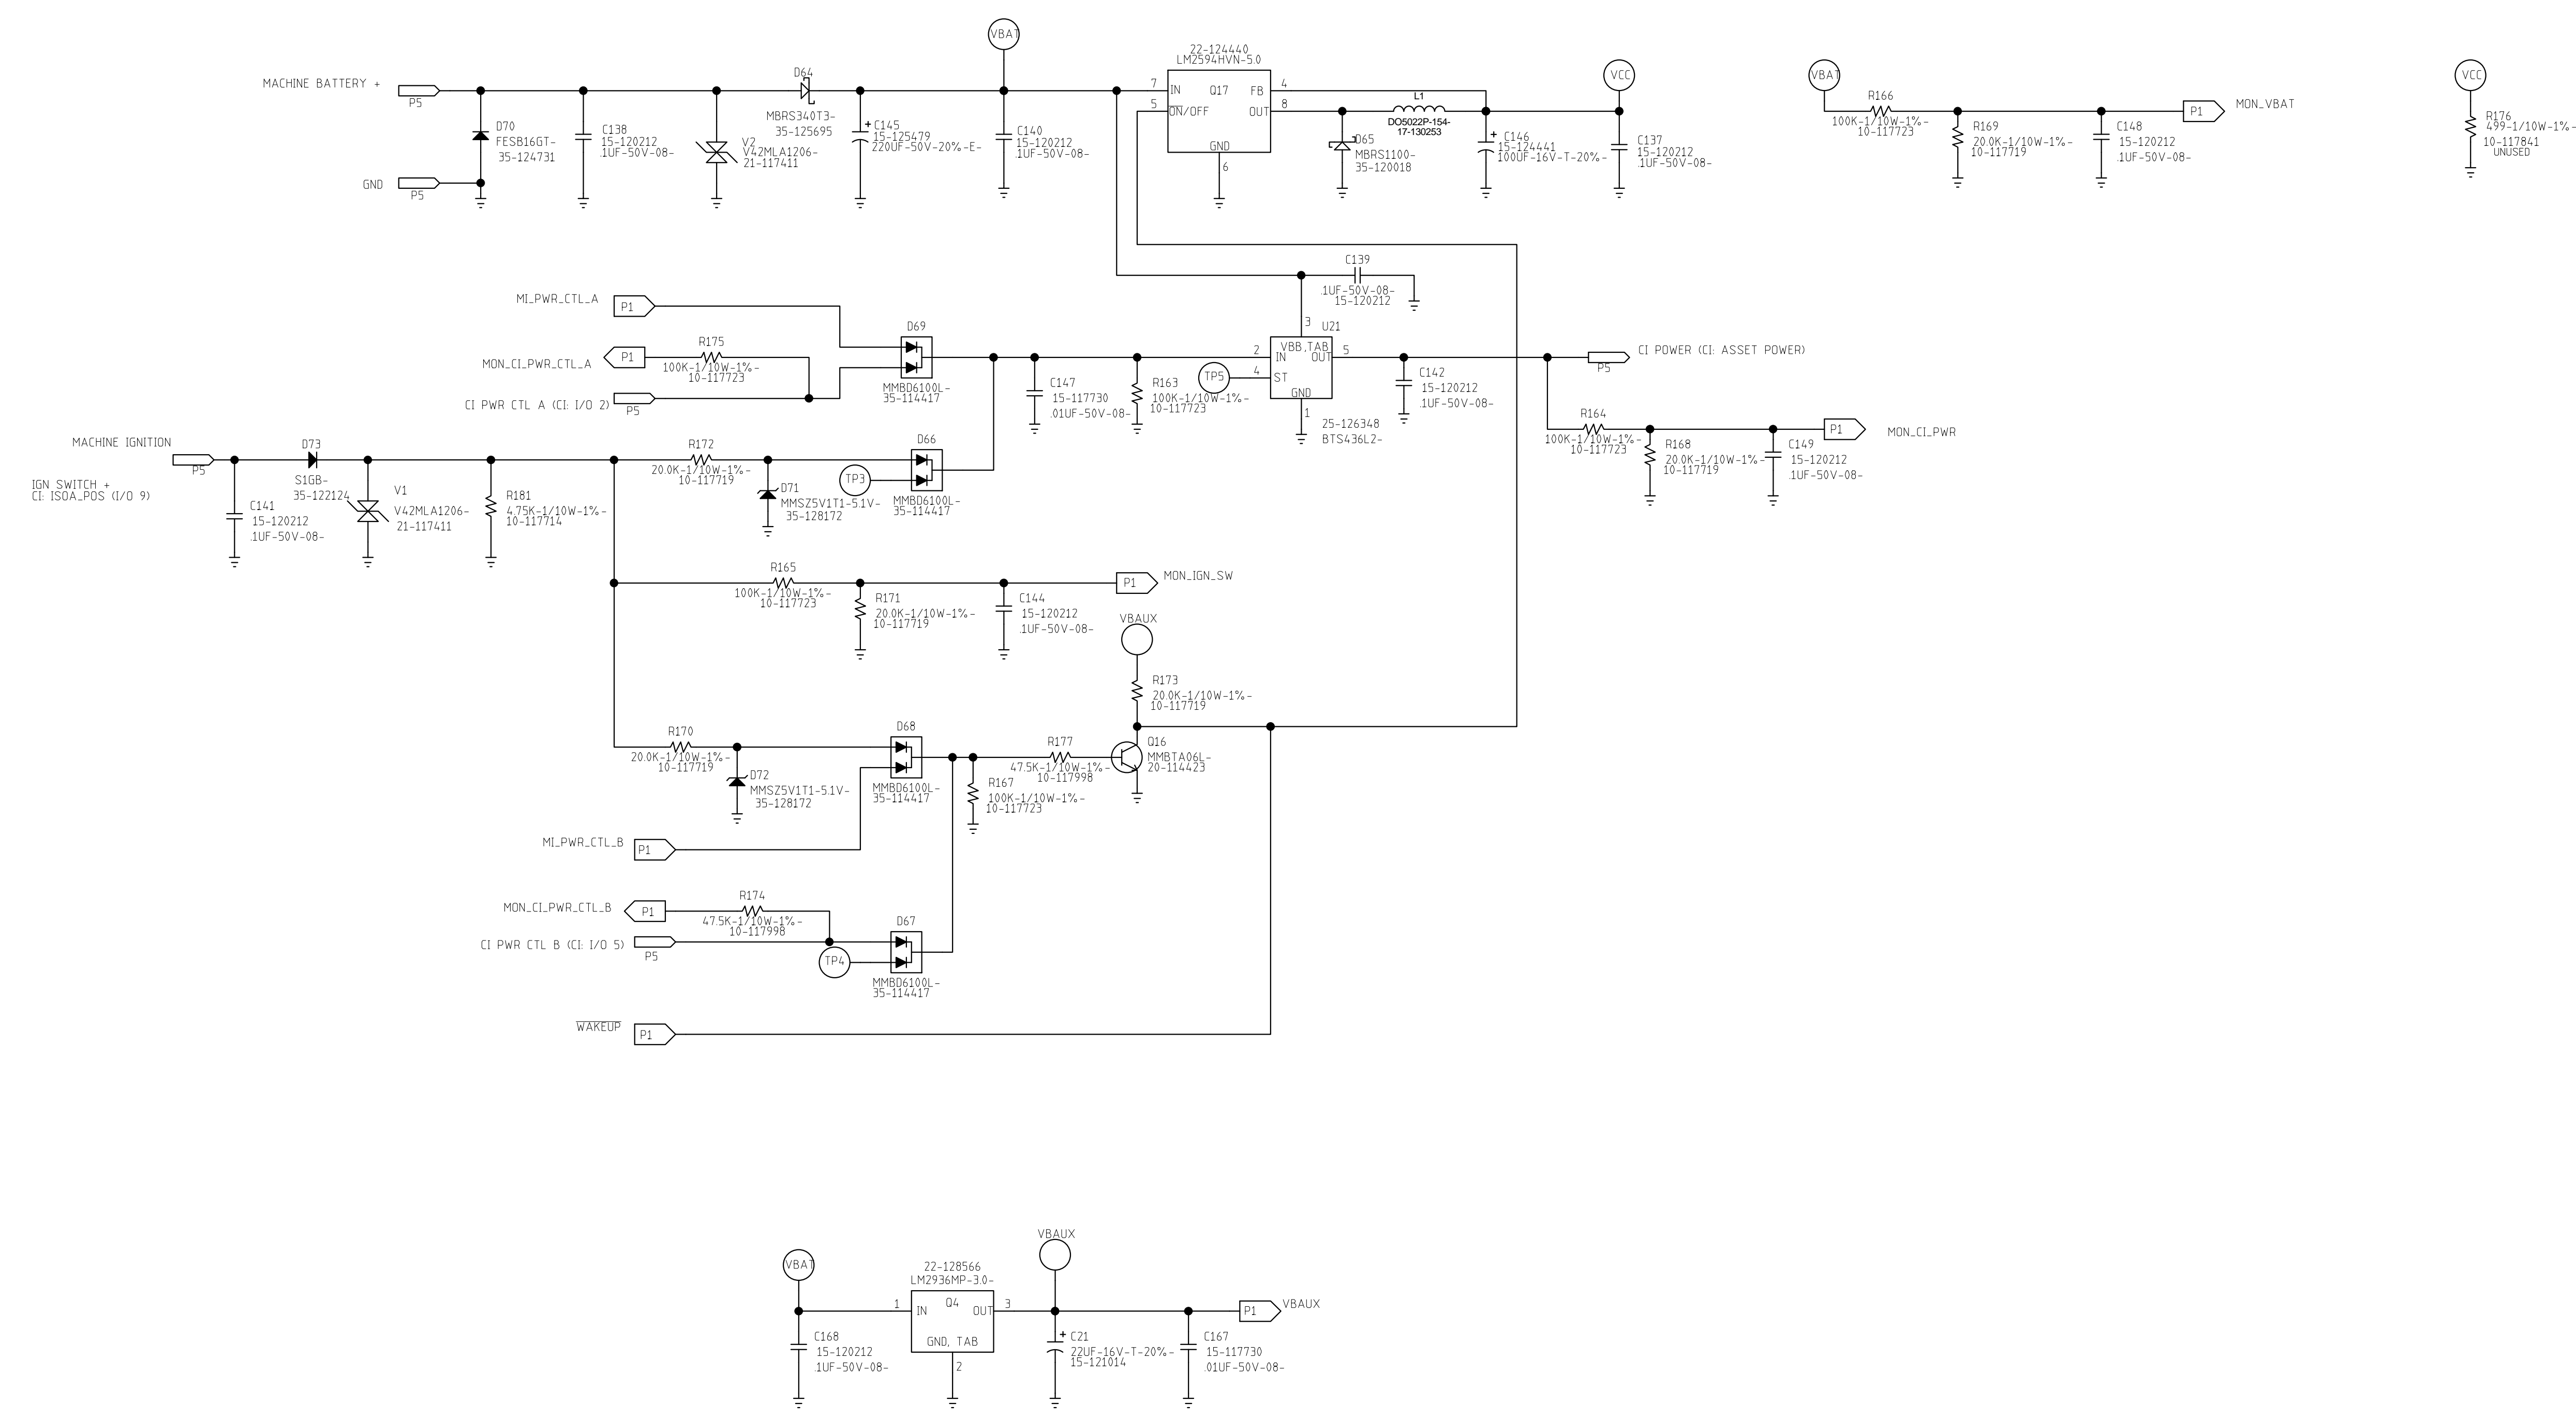 VBAT
22-124440
LM2594HVN-5.0
MACHINE BATTERY +
P5
D64
MBRS340T3-
35-125695
7
IN
Q17
FB
4
5
ON/OFF
OUT
8
GND
6
L1
DO5022P-154-
17-130253
VCC
VBAT
R166
100K-1/10W-1%-
10-117723
P1
MON_VBAT
VCC
D70
FESB16GT-
35-124731
C138
15-120212
.1UF-50V-08-
V2
V42MLA1206-
21-117411
+
C145
15-125479
220UF-50V-20%-E-
C140
15-120212
.1UF-50V-08-
D65
MBRS1100-
35-120018
+
C146
15-124441
100UF-16V-T-20%-
C137
15-120212
.1UF-50V-08-
R169
20.0K-1/10W-1%-
10-117719
C148
15-120212
.1UF-50V-08-
R176
499-1/10W-1%-
10-117841
UNUSED
GND
P5
C139
.1UF-50V-08-
15-120212
MI_PWR_CTL_A
P1
MON_CI_PWR_CTL_A
P1
R175
100K-1/10W-1%-
10-117723
CI PWR CTL A (CI: I/O 2)
P5
D69
MMBD6100L-
35-114417
C147
15-117730
.01UF-50V-08-
R163
100K-1/10W-1%-
10-117723
TP5
3
U21
VBB,TAB
2
IN
OUT
5
4
ST
GND
1
25-126348
BTS436L2-
C142
15-120212
.1UF-50V-08-
P5
CI POWER (CI: ASSET POWER)
R164
100K-1/10W-1%-
10-117723
R168
20.0K-1/10W-1%-
10-117719
C149
15-120212
.1UF-50V-08-
P1
MON_CI_PWR
MACHINE IGNITION
P5
IGN SWITCH +
CI: ISOA_POS (I/O 9)
D73
S1GB-
35-122124
C141
15-120212
.1UF-50V-08-
V1
V42MLA1206-
21-117411
R181
4.75K-1/10W-1%-
10-117714
R172
20.0K-1/10W-1%-
10-117719
D71
MMSZ5V1T1-5.1V-
35-128172
TP3
D66
MMBD6100L-
35-114417
R165
100K-1/10W-1%-
10-117723
R171
20.0K-1/10W-1%-
10-117719
C144
15-120212
.1UF-50V-08-
P1
MON_IGN_SW
VBAUX
R173
20.0K-1/10W-1%-
10-117719
R170
20.0K-1/10W-1%-
10-117719
D72
MMSZ5V1T1-5.1V-
35-128172
D68
MMBD6100L-
35-114417
R167
100K-1/10W-1%-
10-117723
R177
47.5K-1/10W-1%-
10-117998
Q16
MMBTA06L-
20-114423
MI_PWR_CTL_B
P1
MON_CI_PWR_CTL_B
P1
R174
47.5K-1/10W-1%-
10-117998
CI PWR CTL B (CI: I/O 5)
P5
TP4
D67
MMBD6100L-
35-114417
WAKEUP
P1
VBAT
22-128566
LM2936MP-3.0-
1
IN
Q4
OUT
3
GND, TAB
2
VBAUX
P1
VBAUX
C168
15-120212
.1UF-50V-08-
+
C21
22UF-16V-T-20%-
15-121014
C167
15-117730
.01UF-50V-08-